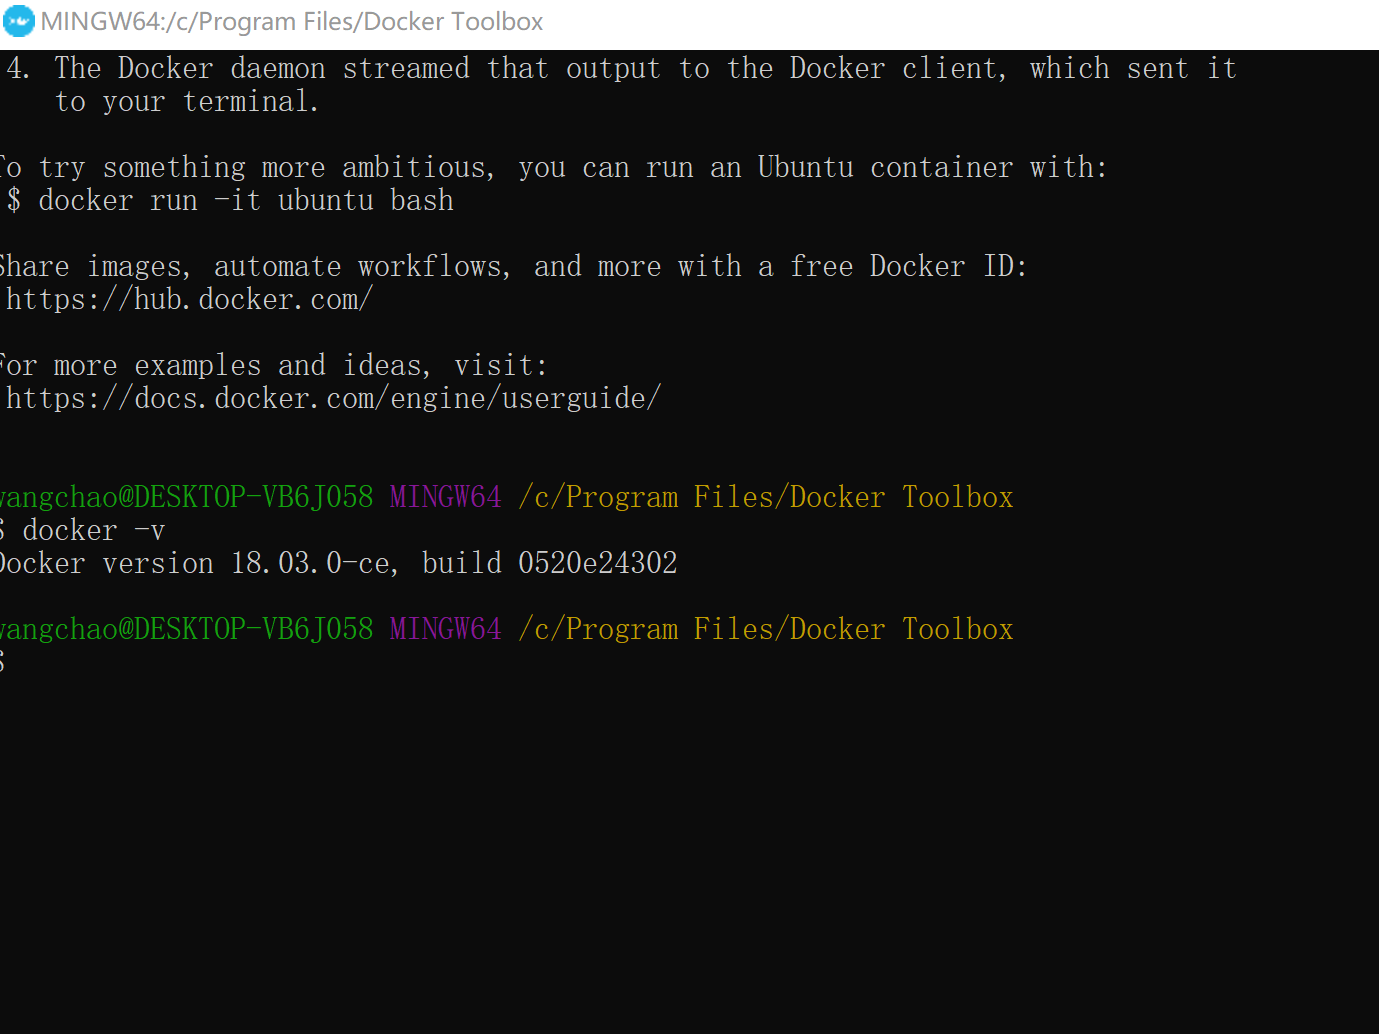 MINGW64:/c/Program Files/Docker Toolbox
4. The Docker daemon streamed that output to the Docker client, which sent it
to your terminal.
To try something more ambitious, you can run an Ubuntu container with:
$ docker run -it ubuntu bash
Share images, automate workflows, and more with a free Docker ID:
https://hub.docker.com/
For more examples and ideas, visit:
https://docs.docker.com/engine/userguide/
wangchao@DESKTOP-VB6J058 MINGW64 /c/Program Files/Docker Toolbox
$ docker -v
Docker version 18.03.0-ce, build 0520e24302
wangchao@DESKTOP-VB6J058 MINGW64 /c/Program Files/Docker Toolbox
$